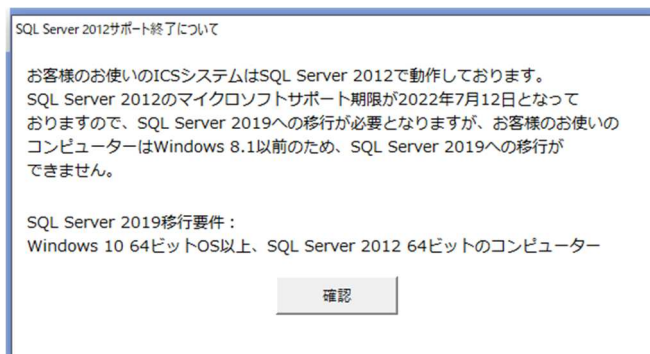 SQL Server 2012サポート終了について
お客様のお使いのICSシステムはSQL Server 2012で動作しております。
SQL Server 2012のマイクロソフトサポート期限が2022年7月12日となって
おりますので、SQL Server 2019への移行が必要となりますが、お客様のお使いの
コンピューターはWindows 8.1以前のため、SQL Server 2019への移行が
できません。
SQL Server 2019移行要件：
Windows 10 64ビットOS以上、SQL Server 2012 64ビットのコンピューター
確認